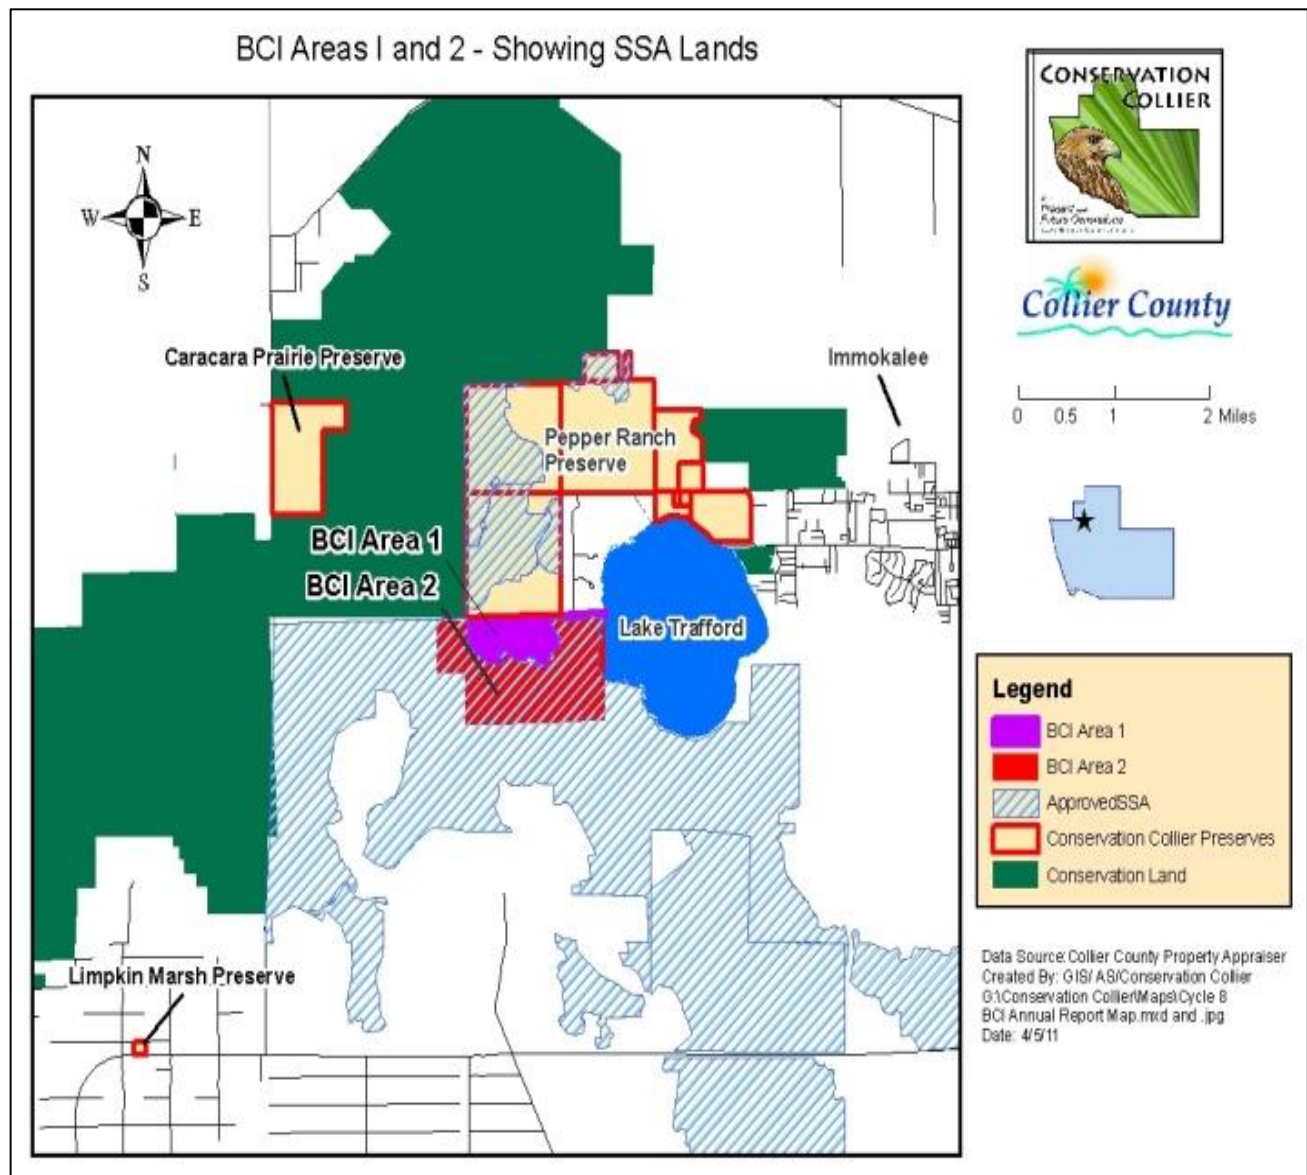 BCI Areas I and 2 - Showing SSA Lands
CONSERVATION
COLLIER
Present and
Future Generations
N
W E
S
Collier County
Caracara Prairie Preserve
Immokalee
0 0.5 1 2 Miles
Pepper Ranch
Preserve
BCI Area 1
BCI Area 2
Lake Trafford
Legend
BCI Area 1
BCI Area 2
ApprovedSSA
Conservation Collier Preserves
Conservation Land
Limpkin Marsh Preserve
Data Source:Collier County Property Appraiser
Created By: GIS/ AS/Conservation Collier
G:\Conservation Collier\Maps\Cycle 8
BCI Annual Report Map.mxd and .jpg
Date: 4/5/11